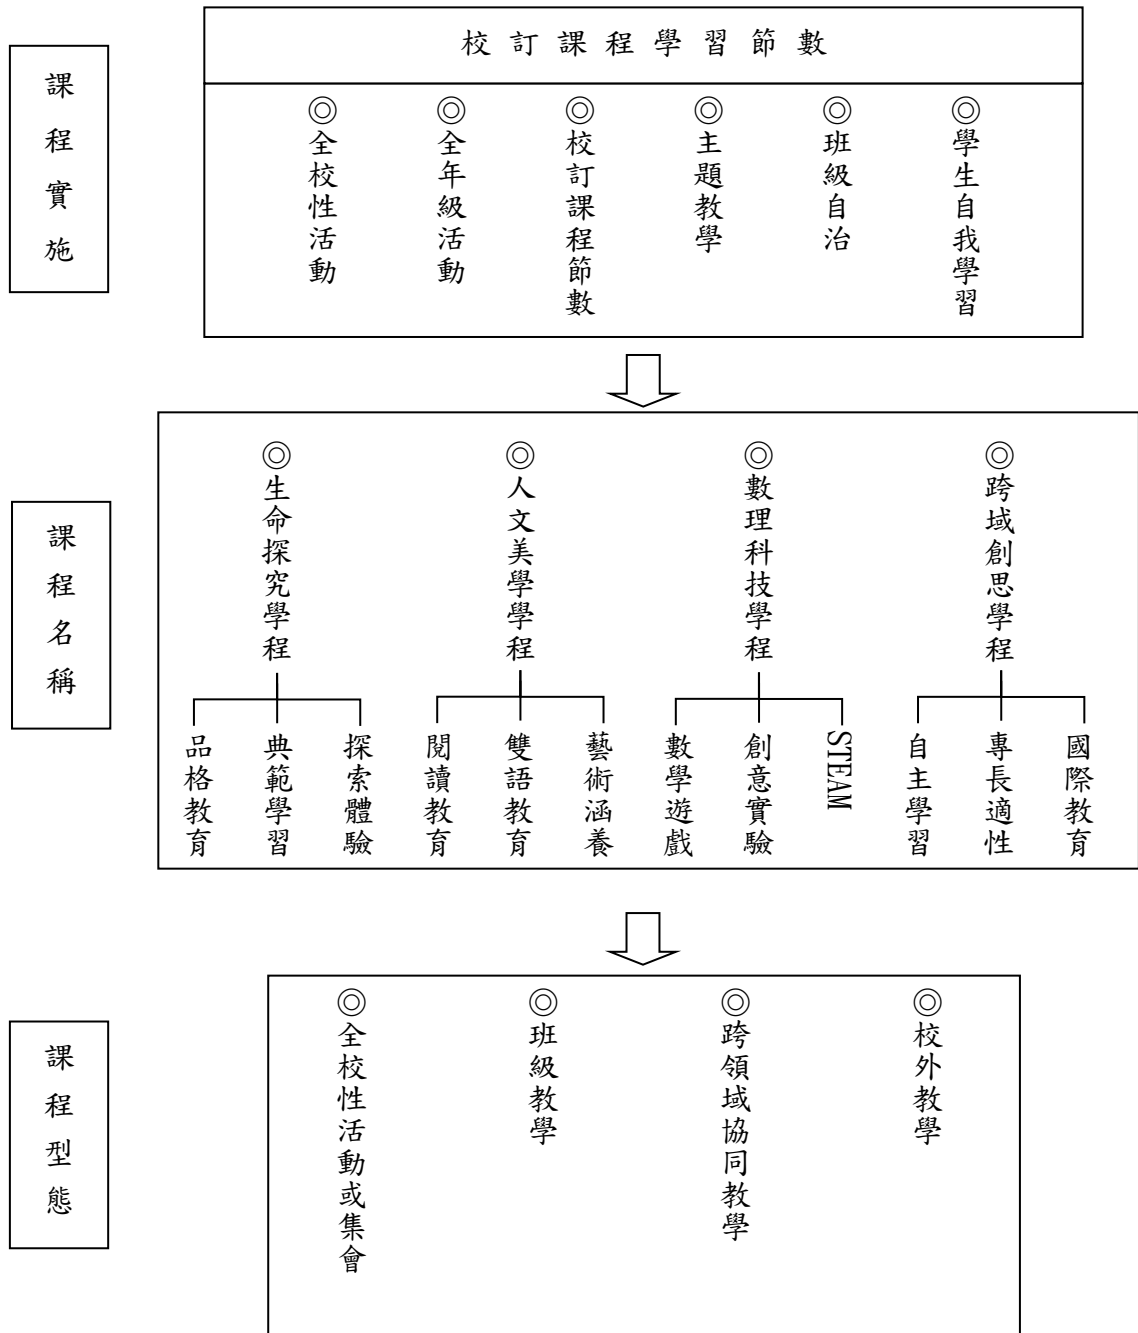 課程實施
校訂課程學習節數
◎全校性活動
◎全年級活動
◎校訂課程節數
◎主題教學
◎班級自治
◎學生自我學習
課程名稱
◎生命探究學程
品格教育
典範學習
探索體驗
◎人文美學學程
閱讀教育
雙語教育
藝術涵養
◎數理科技學程
數學遊戲
創意實驗
STEAM
◎跨域創思學程
自主學習
專長適性
國際教育
課程型態
◎全校性活動或集會
◎班級教學
◎跨領域協同教學
◎校外教學